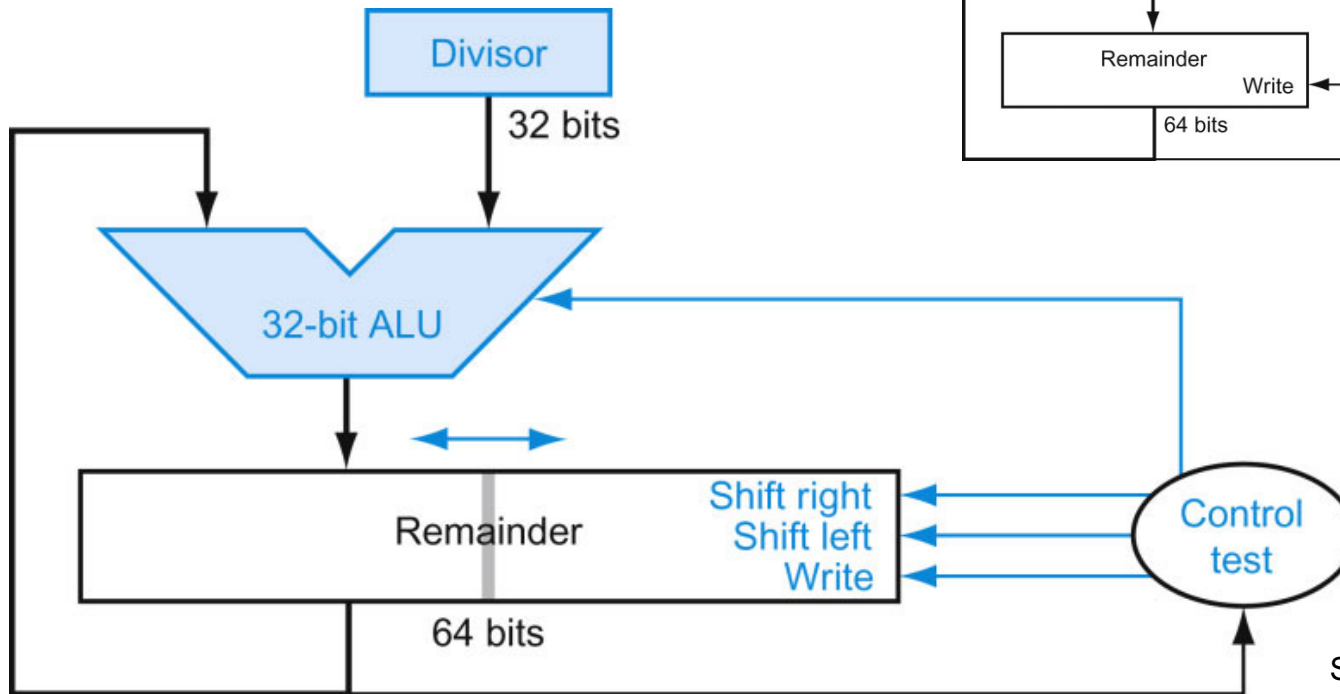 Remainder
Write
64 bits
Divisor
32 bits
32-bit ALU
Remainder
Shift right
Shift left
Write
64 bits
Control
test
S